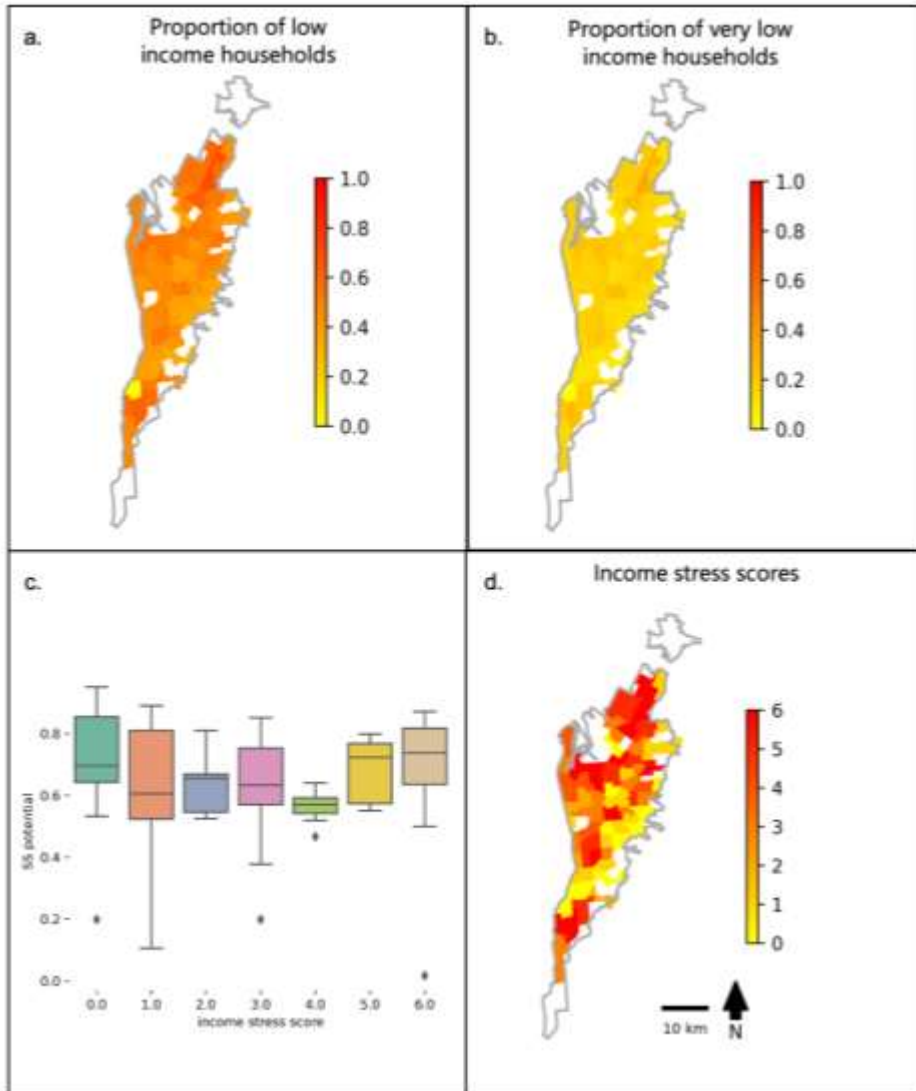 a.
Proportion of low
income households
1.0
0.8
0.6
0.4
0.2
0.0
b.
Proportion of very low
income households
1.0
0.8
0.6
0.4
0.2
0.0
c.
SS potential
0.8
0.6
0.4
0.2
0.0
0.0 1.0 2.0 3.0 4.0 5.0 6.0
income stress score
d.
Income stress scores
6
5
4
3
2
1
0
10 km
N